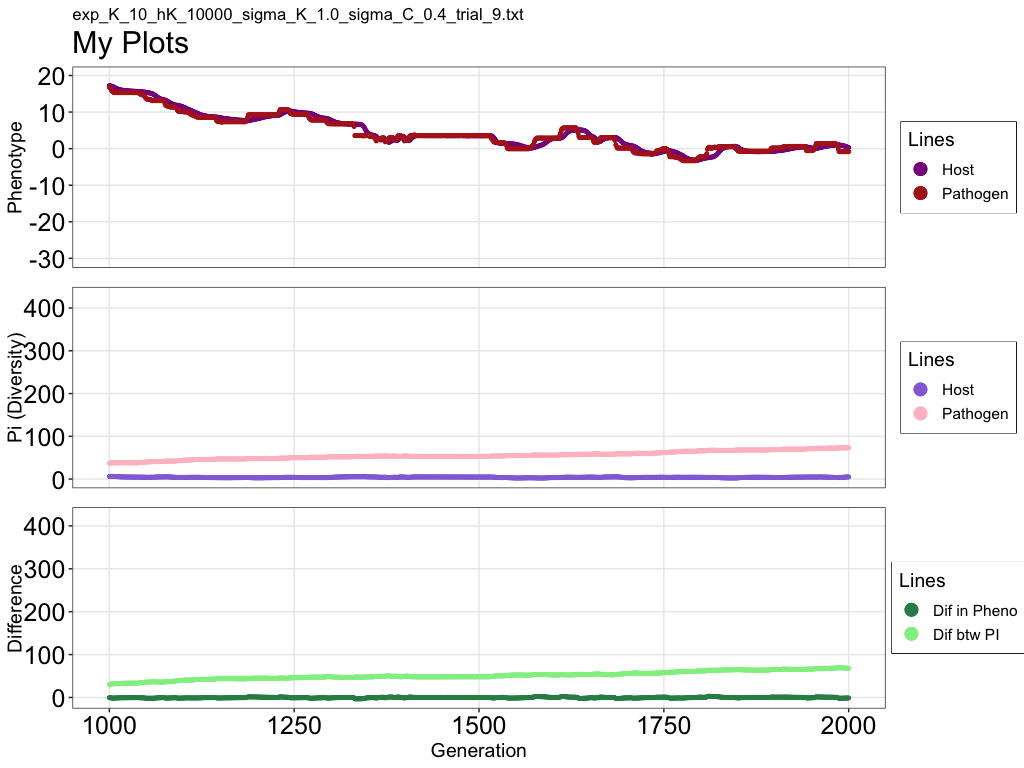 exp_K_10_hK_10000_sigma_K_1.0_sigma_C_0.4_trial_9.txt
My Plots
Phenotype
20
10
0
-10
-20
-30
Lines
Host
Pathogen
Pi (Diversity)
400
300
200
100
0
Lines
Host
Pathogen
Difference
400
300
200
100
0
Lines
Dif in Pheno
Dif btw PI
1000 1250 1500 1750 2000
Generation